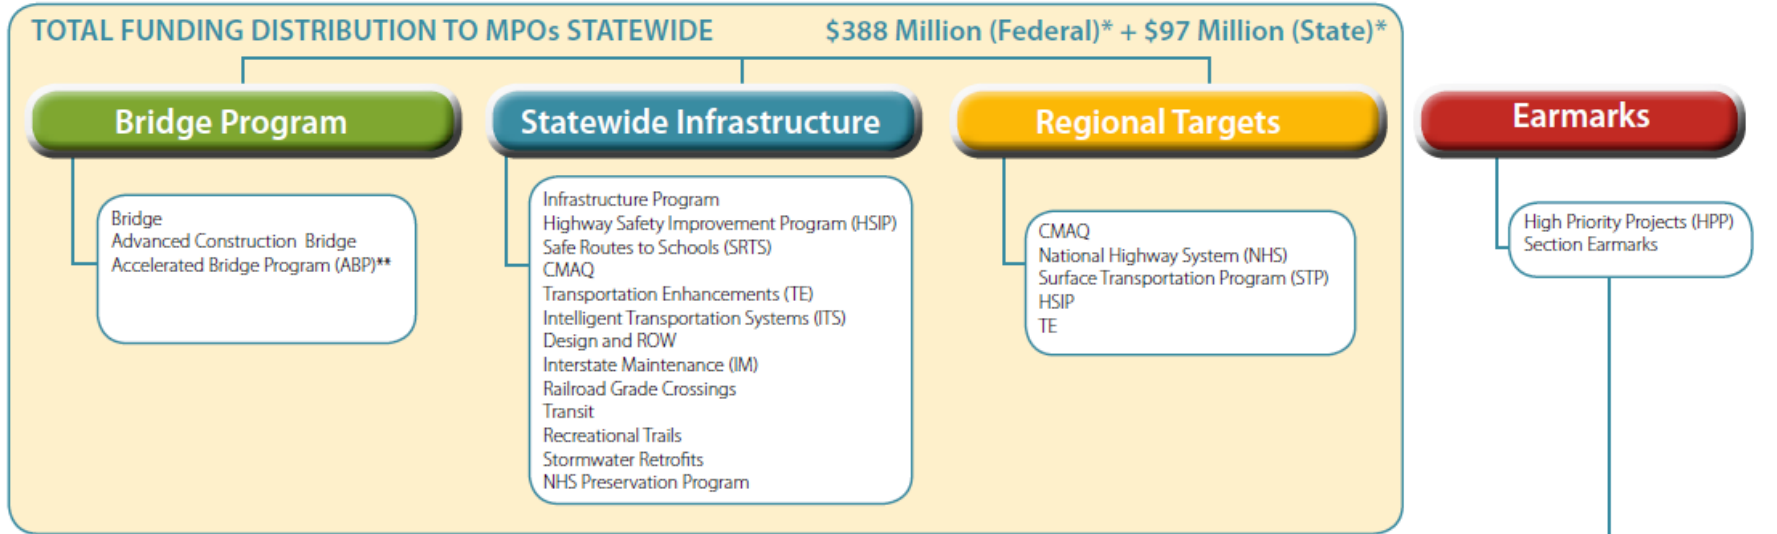 TOTAL FUNDING DISTRIBUTION TO MPOs STATEWIDE $388 Million (Federal)* + $97 Million (State)*
Bridge Program
Bridge
Advanced Construction Bridge
Accelerated Bridge Program (ABP)**
Statewide Infrastructure
Infrastructure Program
Highway Safety Improvement Program (HSIP)
Safe Routes to Schools (SRTS)
CMAQ
Transportation Enhancements (TE)
Intelligent Transportation Systems (ITS)
Design and ROW
Interstate Maintenance (IM)
Railroad Grade Crossings
Transit
Recreational Trails
Stormwater Retrofits
NHS Preservation Program
Regional Targets
CMAQ
National Highway System (NHS)
Surface Transportation Program (STP)
HSIP
TE
Earmarks
High Priority Projects (HPP)
Section Earmarks